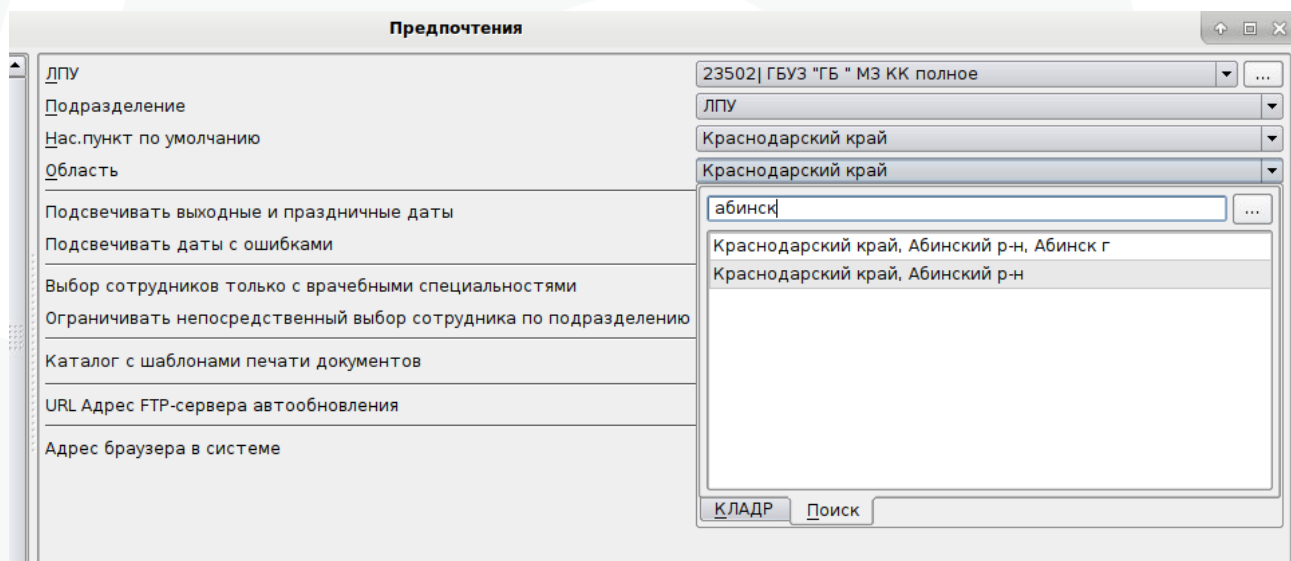 Предпочтения
ЛПУ 23502| ГБУЗ "ГБ " МЗ КК полное ...
Подразделение ЛПУ
Нас.пункт по умолчанию Краснодарский край
Область Краснодарский край
абинск ...
Подсвечивать выходные и праздничные даты
Подсвечивать даты с ошибками Краснодарский край, Абинский р-н, Абинск г
Краснодарский край, Абинский р-н
Выбор сотрудников только с врачебными специальностями
Ограничивать непосредственный выбор сотрудника по подразделению
Каталог с шаблонами печати документов
URL Адрес FTP-сервера автообновления
Адрес браузера в системе
КЛАДР Поиск